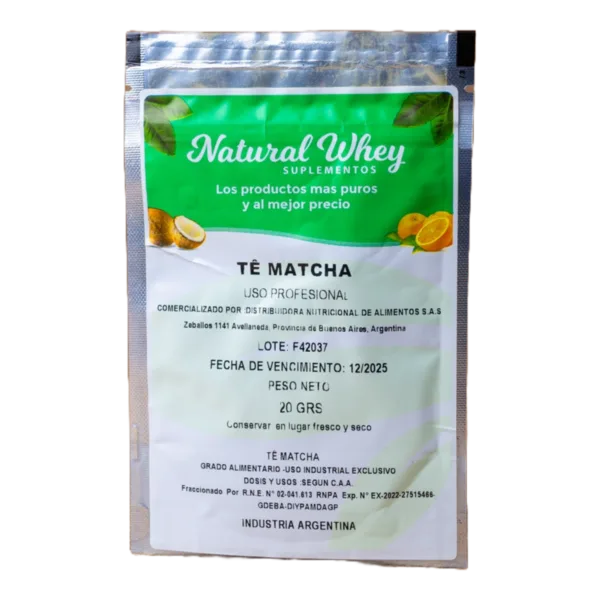 Natural Whey
SUPLEMENTOS
Los productos mas puros
y al mejor precio
TÊ MATCHA
USO PROFESIONAL
COMERCIALIZADO POR :DISTRIBUIDORA NUTRICIONAL DE ALIMENTOS S.A.S
Zeballos 1141 Avellaneda, Provincia de Buenos Aires, Argentina
LOTE: F42037
FECHA DE VENCIMIENTO: 12/2025
PESO NETO
20 GRS
Conservar en lugar fresco y seco
TÊ MATCHA
GRADO ALIMENTARIO -USO INDUSTRIAL EXCLUSIVO
DOSIS Y USOS :SEGUN C.A.A.
Fraccionado Por R.N.E. N° 02-041.613 RNPA Exp. N° EX-2022-27515466-
GDEBA-DIYPAMDAGP
INDUSTRIA ARGENTINA